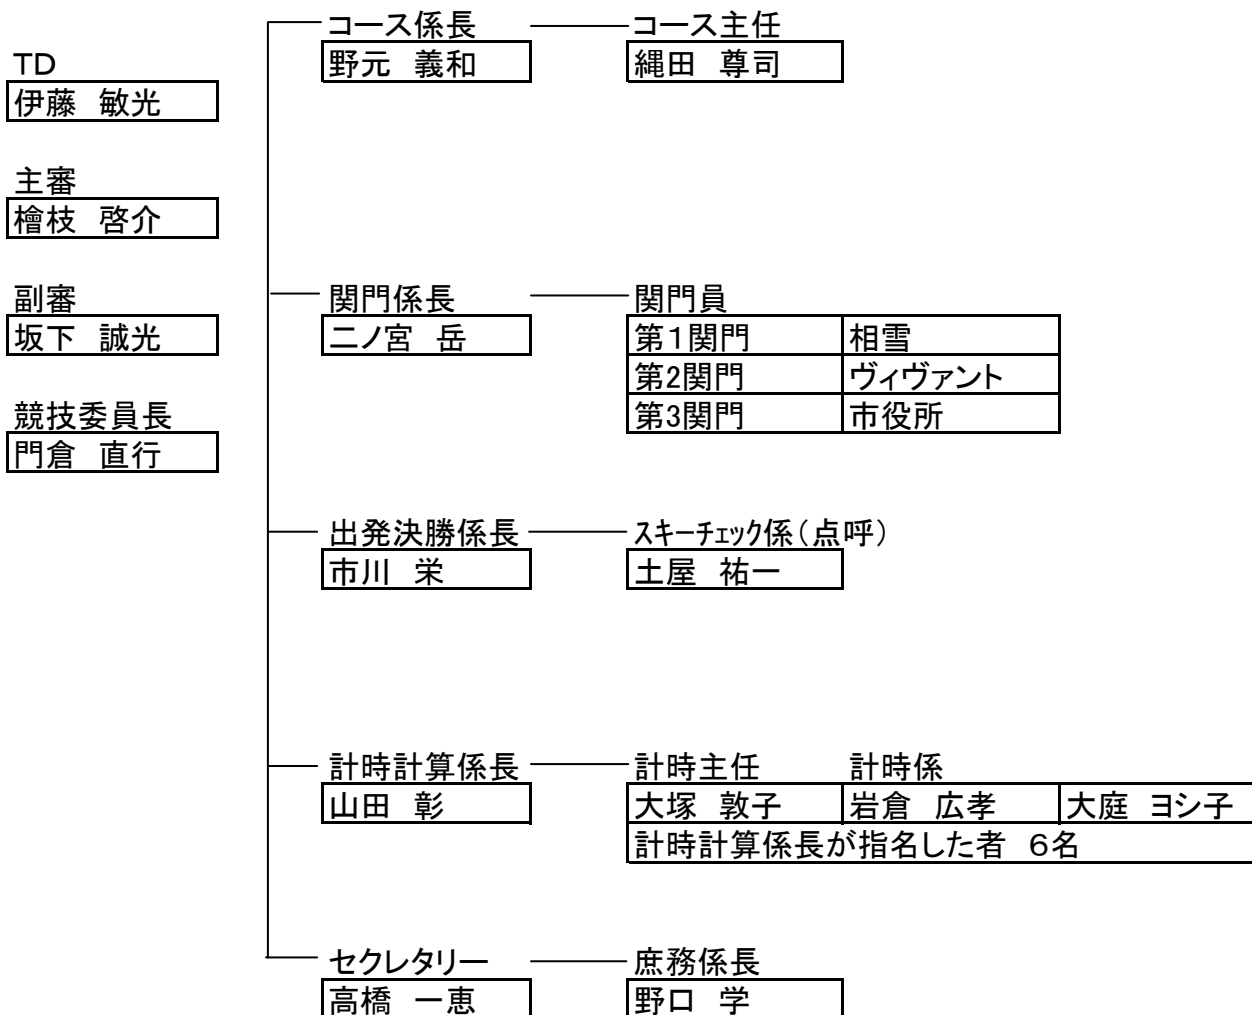 TD
伊藤 敏光
主審
檜枝 啓介
副審
坂下 誠光
競技委員長
門倉 直行
コース係長 コース主任
野元 義和 縄田 尊司
関門係長 関門員
二ノ宮 岳 第1関門 相雪
第2関門 ヴィヴァント
第3関門 市役所
出発決勝係長 スキーチェック係(点呼)
市川 栄 土屋 祐一
計時計算係長 計時主任 計時係
山田 彰 大塚 敦子 岩倉 広孝 大庭 ヨシ子
計時計算係長が指名した者 6名
セクレタリー 庶務係長
高橋 一恵 野口 学